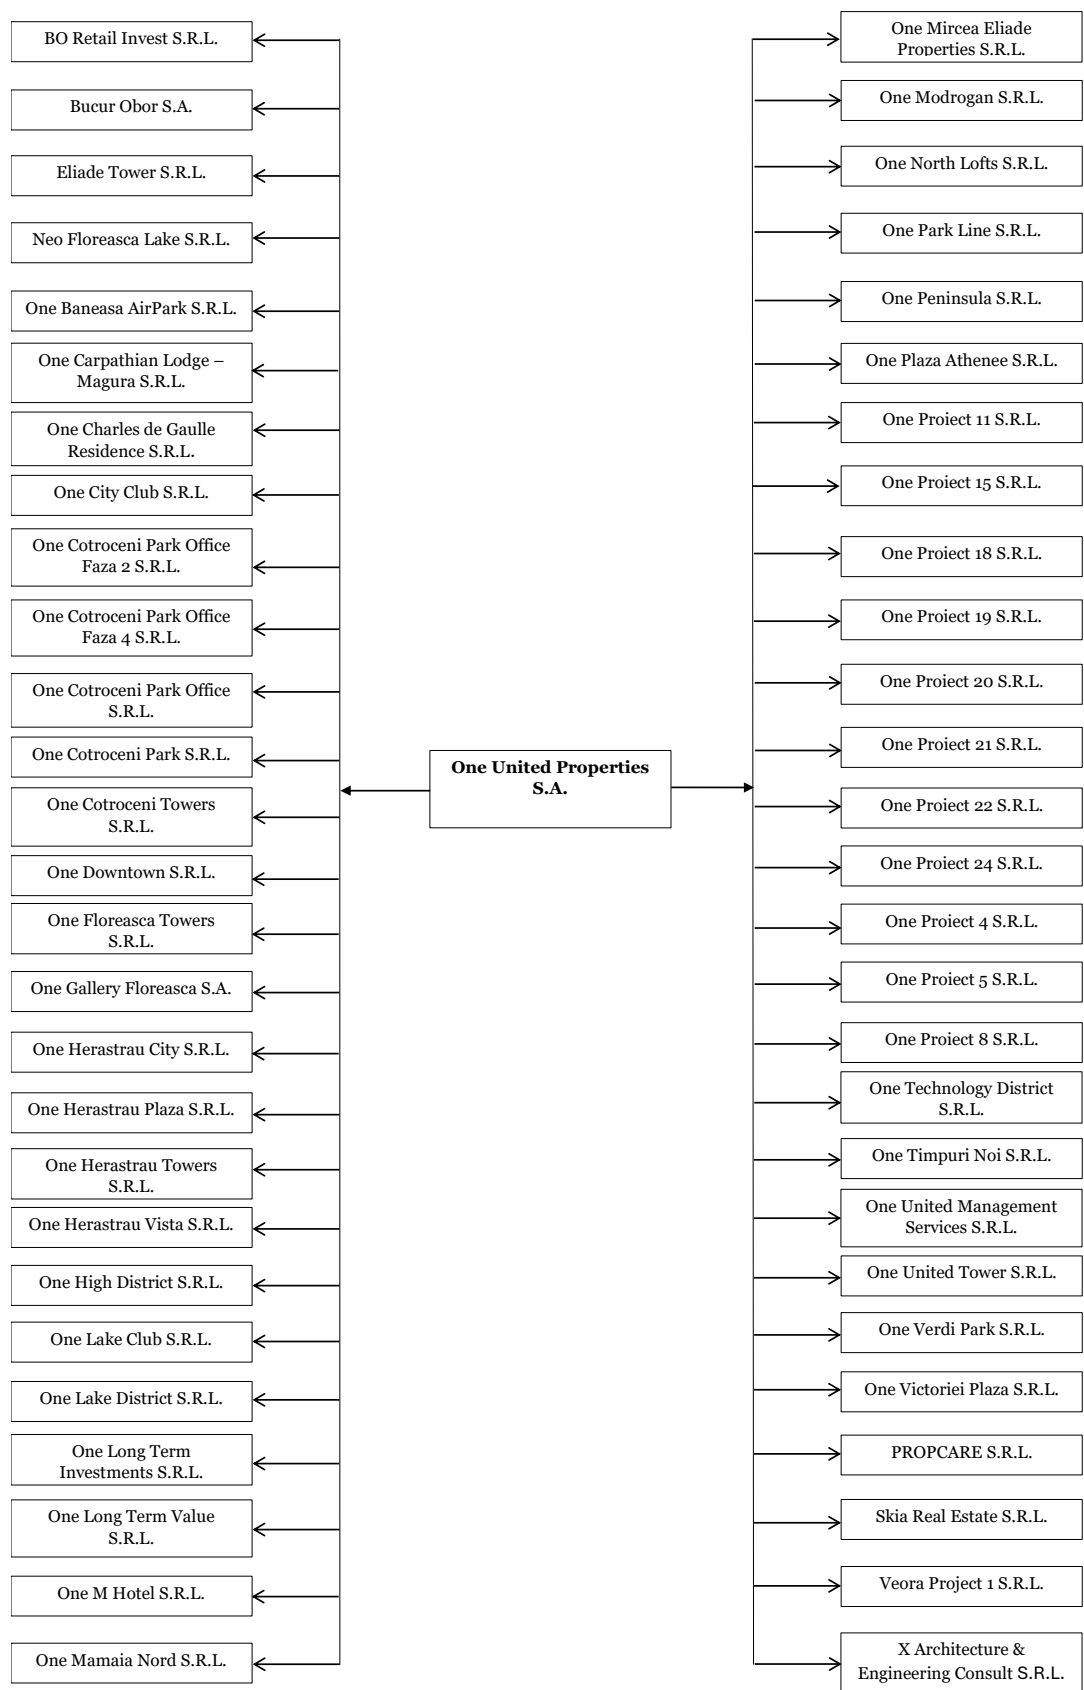 BO Retail Invest S.R.L.
Bucur Obor S.A.
Eliade Tower S.R.L.
Neo Floreasca Lake S.R.L.
One Baneasa AirPark S.R.L.
One Carpathian Lodge –
Magura S.R.L.
One Charles de Gaulle
Residence S.R.L.
One City Club S.R.L.
One Cotroceni Park Office
Faza 2 S.R.L.
One Cotroceni Park Office
Faza 4 S.R.L.
One Cotroceni Park Office
S.R.L.
One Cotroceni Park S.R.L.
One Cotroceni Towers
S.R.L.
One Downtown S.R.L.
One Floreasca Towers
S.R.L.
One Gallery Floreasca S.A.
One Herastrau City S.R.L.
One Herastrau Plaza S.R.L.
One Herastrau Towers
S.R.L.
One Herastrau Vista S.R.L.
One High District S.R.L.
One Lake Club S.R.L.
One Lake District S.R.L.
One Long Term
Investments S.R.L.
One Long Term Value
S.R.L.
One M Hotel S.R.L.
One Mamaia Nord S.R.L.
One United Properties
S.A.
One Mircea Eliade
Properties S.R.L.
One Modrogan S.R.L.
One North Lofts S.R.L.
One Park Line S.R.L.
One Peninsula S.R.L.
One Plaza Athenee S.R.L.
One Proiect 11 S.R.L.
One Proiect 15 S.R.L.
One Proiect 18 S.R.L.
One Proiect 19 S.R.L.
One Proiect 20 S.R.L.
One Proiect 21 S.R.L.
One Proiect 22 S.R.L.
One Proiect 24 S.R.L.
One Proiect 4 S.R.L.
One Proiect 5 S.R.L.
One Proiect 8 S.R.L.
One Technology District
S.R.L.
One Timpuri Noi S.R.L.
One United Management
Services S.R.L.
One United Tower S.R.L.
One Verdi Park S.R.L.
One Victoriei Plaza S.R.L.
PROPCARE S.R.L.
Skia Real Estate S.R.L.
Veora Project 1 S.R.L.
X Architecture &
Engineering Consult S.R.L.